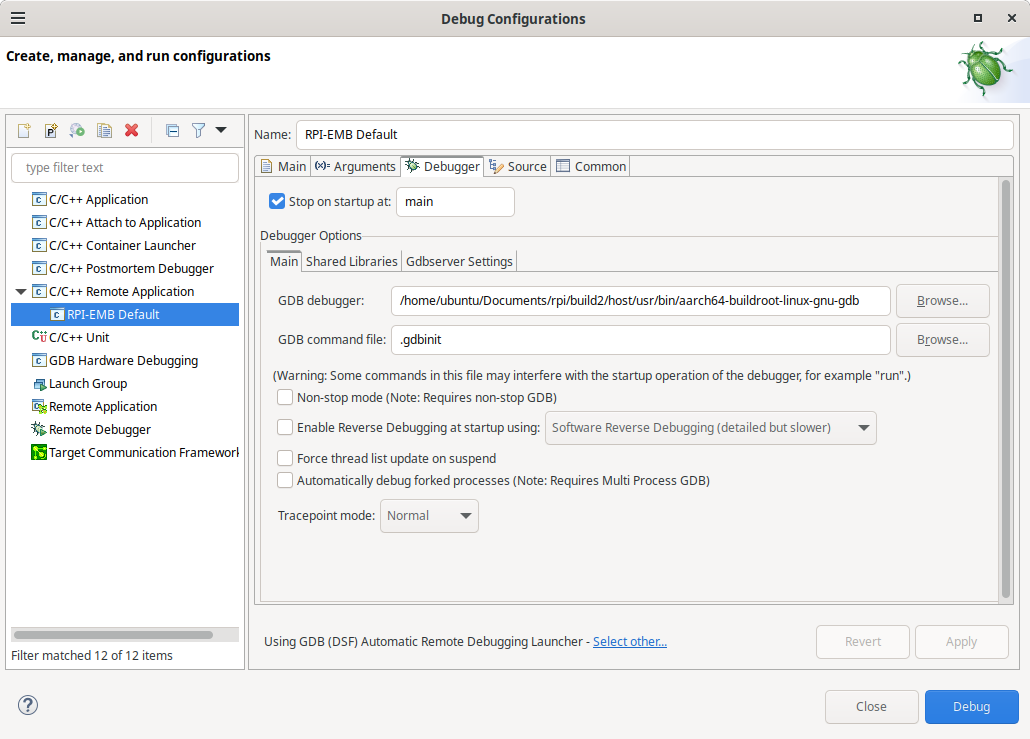 Debug Configurations
Create, manage, and run configurations
type filter text
C/C++ Application
C/C++ Attach to Application
C/C++ Container Launcher
C/C++ Postmortem Debugger
C/C++ Remote Application
RPI-EMB Default
C/C++ Unit
GDB Hardware Debugging
Launch Group
Remote Application
Remote Debugger
Target Communication Framework
Filter matched 12 of 12 items
Name: RPI-EMB Default
Main Arguments Debugger Source Common
Stop on startup at: main
Debugger Options
Main Shared Libraries Gdbserver Settings
GDB debugger: /home/ubuntu/Documents/rpi/build2/host/usr/bin/aarch64-buildroot-linux-gnu-gdb Browse...
GDB command file: .gdbinit Browse...
(Warning: Some commands in this file may interfere with the startup operation of the debugger, for example "run".)
Non-stop mode (Note: Requires non-stop GDB)
Enable Reverse Debugging at startup using: Software Reverse Debugging (detailed but slower)
Force thread list update on suspend
Automatically debug forked processes (Note: Requires Multi Process GDB)
Tracepoint mode: Normal
Using GDB (DSF) Automatic Remote Debugging Launcher - Select other...
Revert Apply
Close Debug